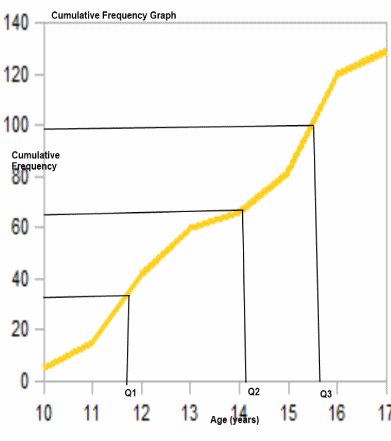 Cumulative Frequency Graph
140
120
100
Cumulative
Frequency
80
60
40
20
0
Q1
Q2
Q3
10 11 12 13 14 15 16 17
Age (years)